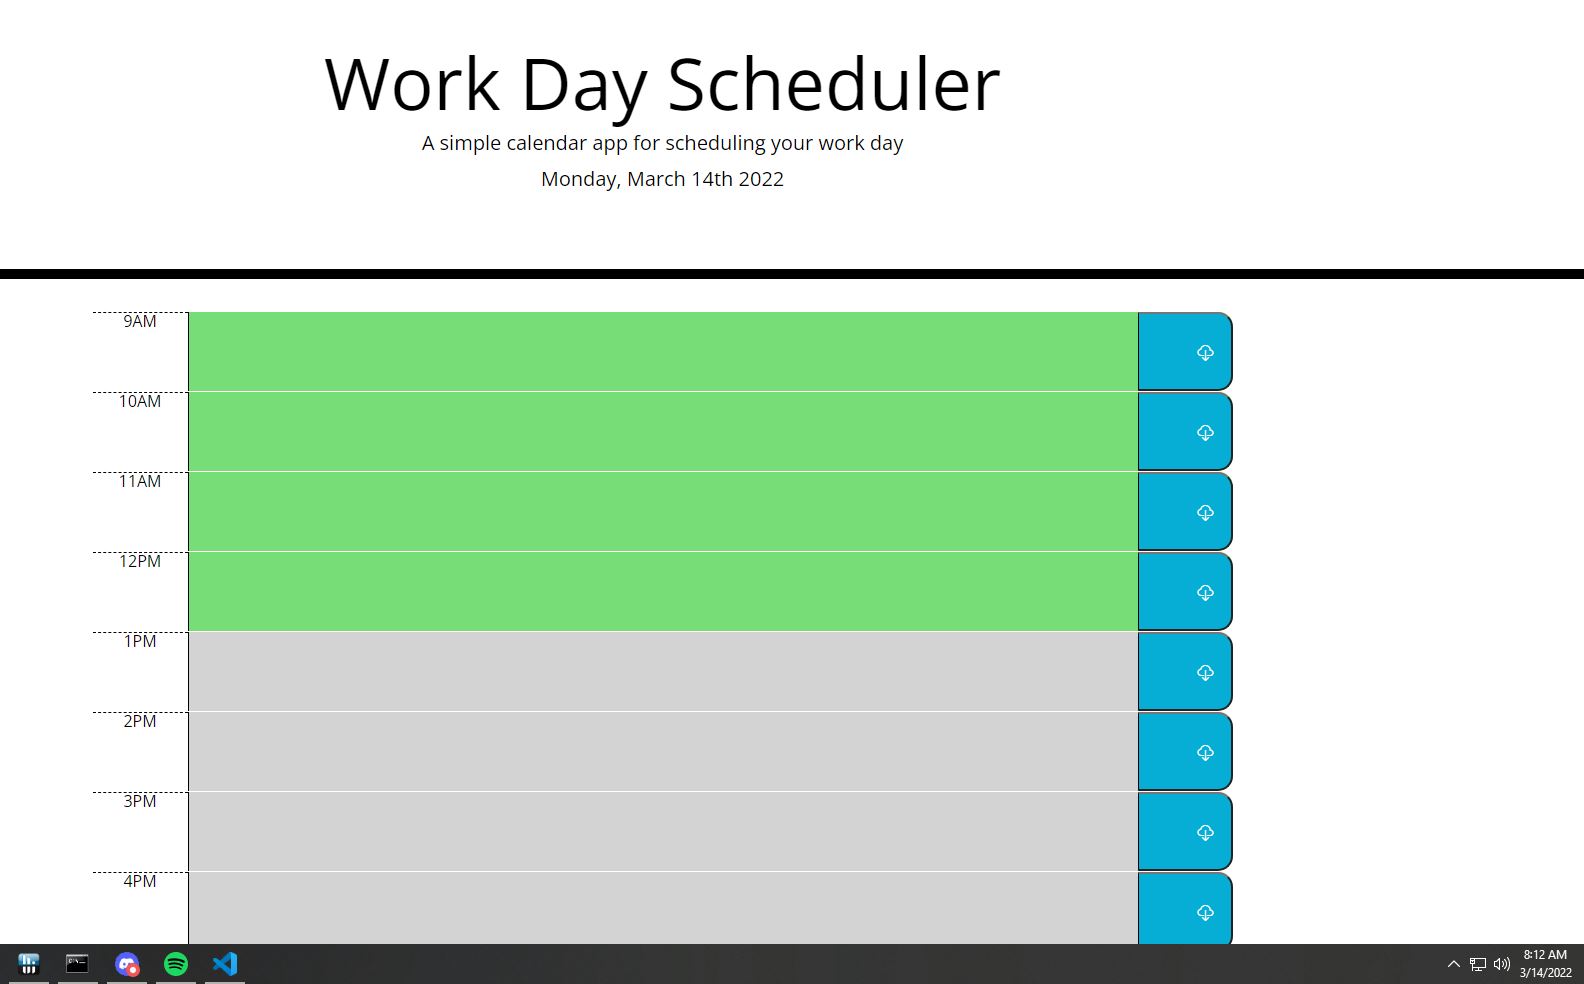 Work Day Scheduler
A simple calendar app for scheduling your work day
Monday, March 14th 2022
9AM
10AM
11AM
12PM
1PM
2PM
3PM
4PM
8:12 AM
3/14/2022